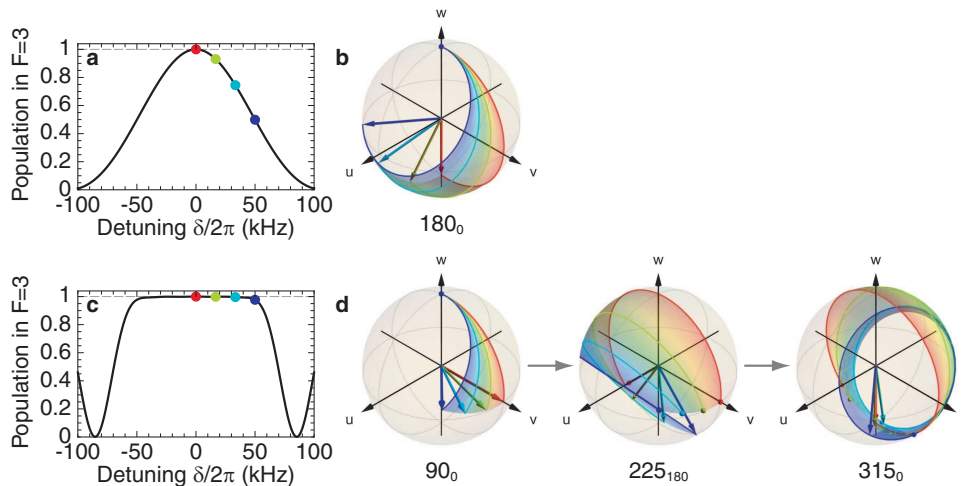 a
Population in F=3
1
0.8
0.6
0.4
0.2
0
-100 -50 0 50 100
Detuning δ/2π (kHz)
b
w
u
v
180₀
c
Population in F=3
1
0.8
0.6
0.4
0.2
0
-100 -50 0 50 100
Detuning δ/2π (kHz)
d
w
u
v
90₀
w
u
v
225₁₈₀
w
u
v
315₀